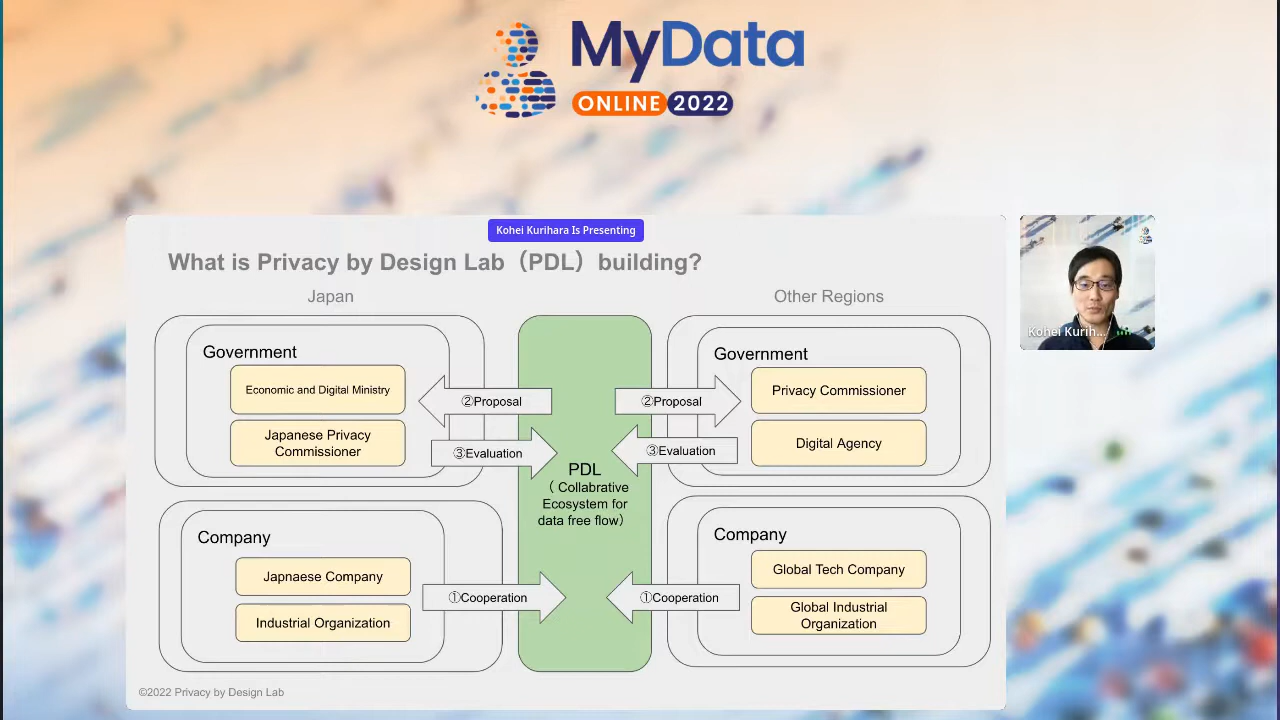 MyData
ONLINE 2022
Kohei Kurihara Is Presenting
What is Privacy by Design Lab（PDL）building?
Japan
Other Regions
Government
Economic and Digital Ministry
Japanese Privacy
Commissioner
②Proposal
③Evaluation
Company
Japnaese Company
Industrial Organization
①Cooperation
PDL
（ Collabrative
Ecosystem for
data free flow）
Government
Privacy Commissioner
Digital Agency
②Proposal
③Evaluation
Company
Global Tech Company
Global Industrial
Organization
①Cooperation
©2022 Privacy by Design Lab
Kohei Kurih...